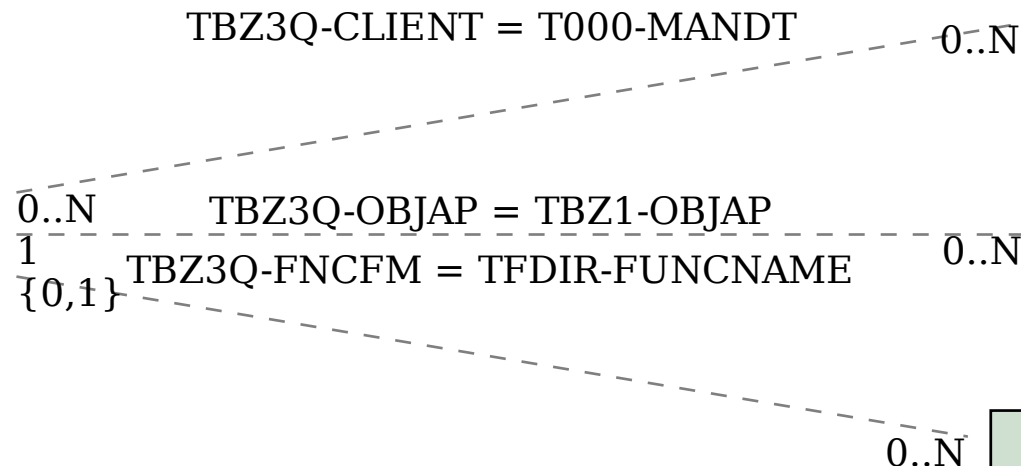 TBZ3Q-CLIENT = T000-MANDT
0..N
0..N
TBZ3Q-OBJAP = TBZ1-OBJAP
1
0..N
TBZ3Q-FNCFM = TFDIR-FUNCNAME
{0,1}
0..N